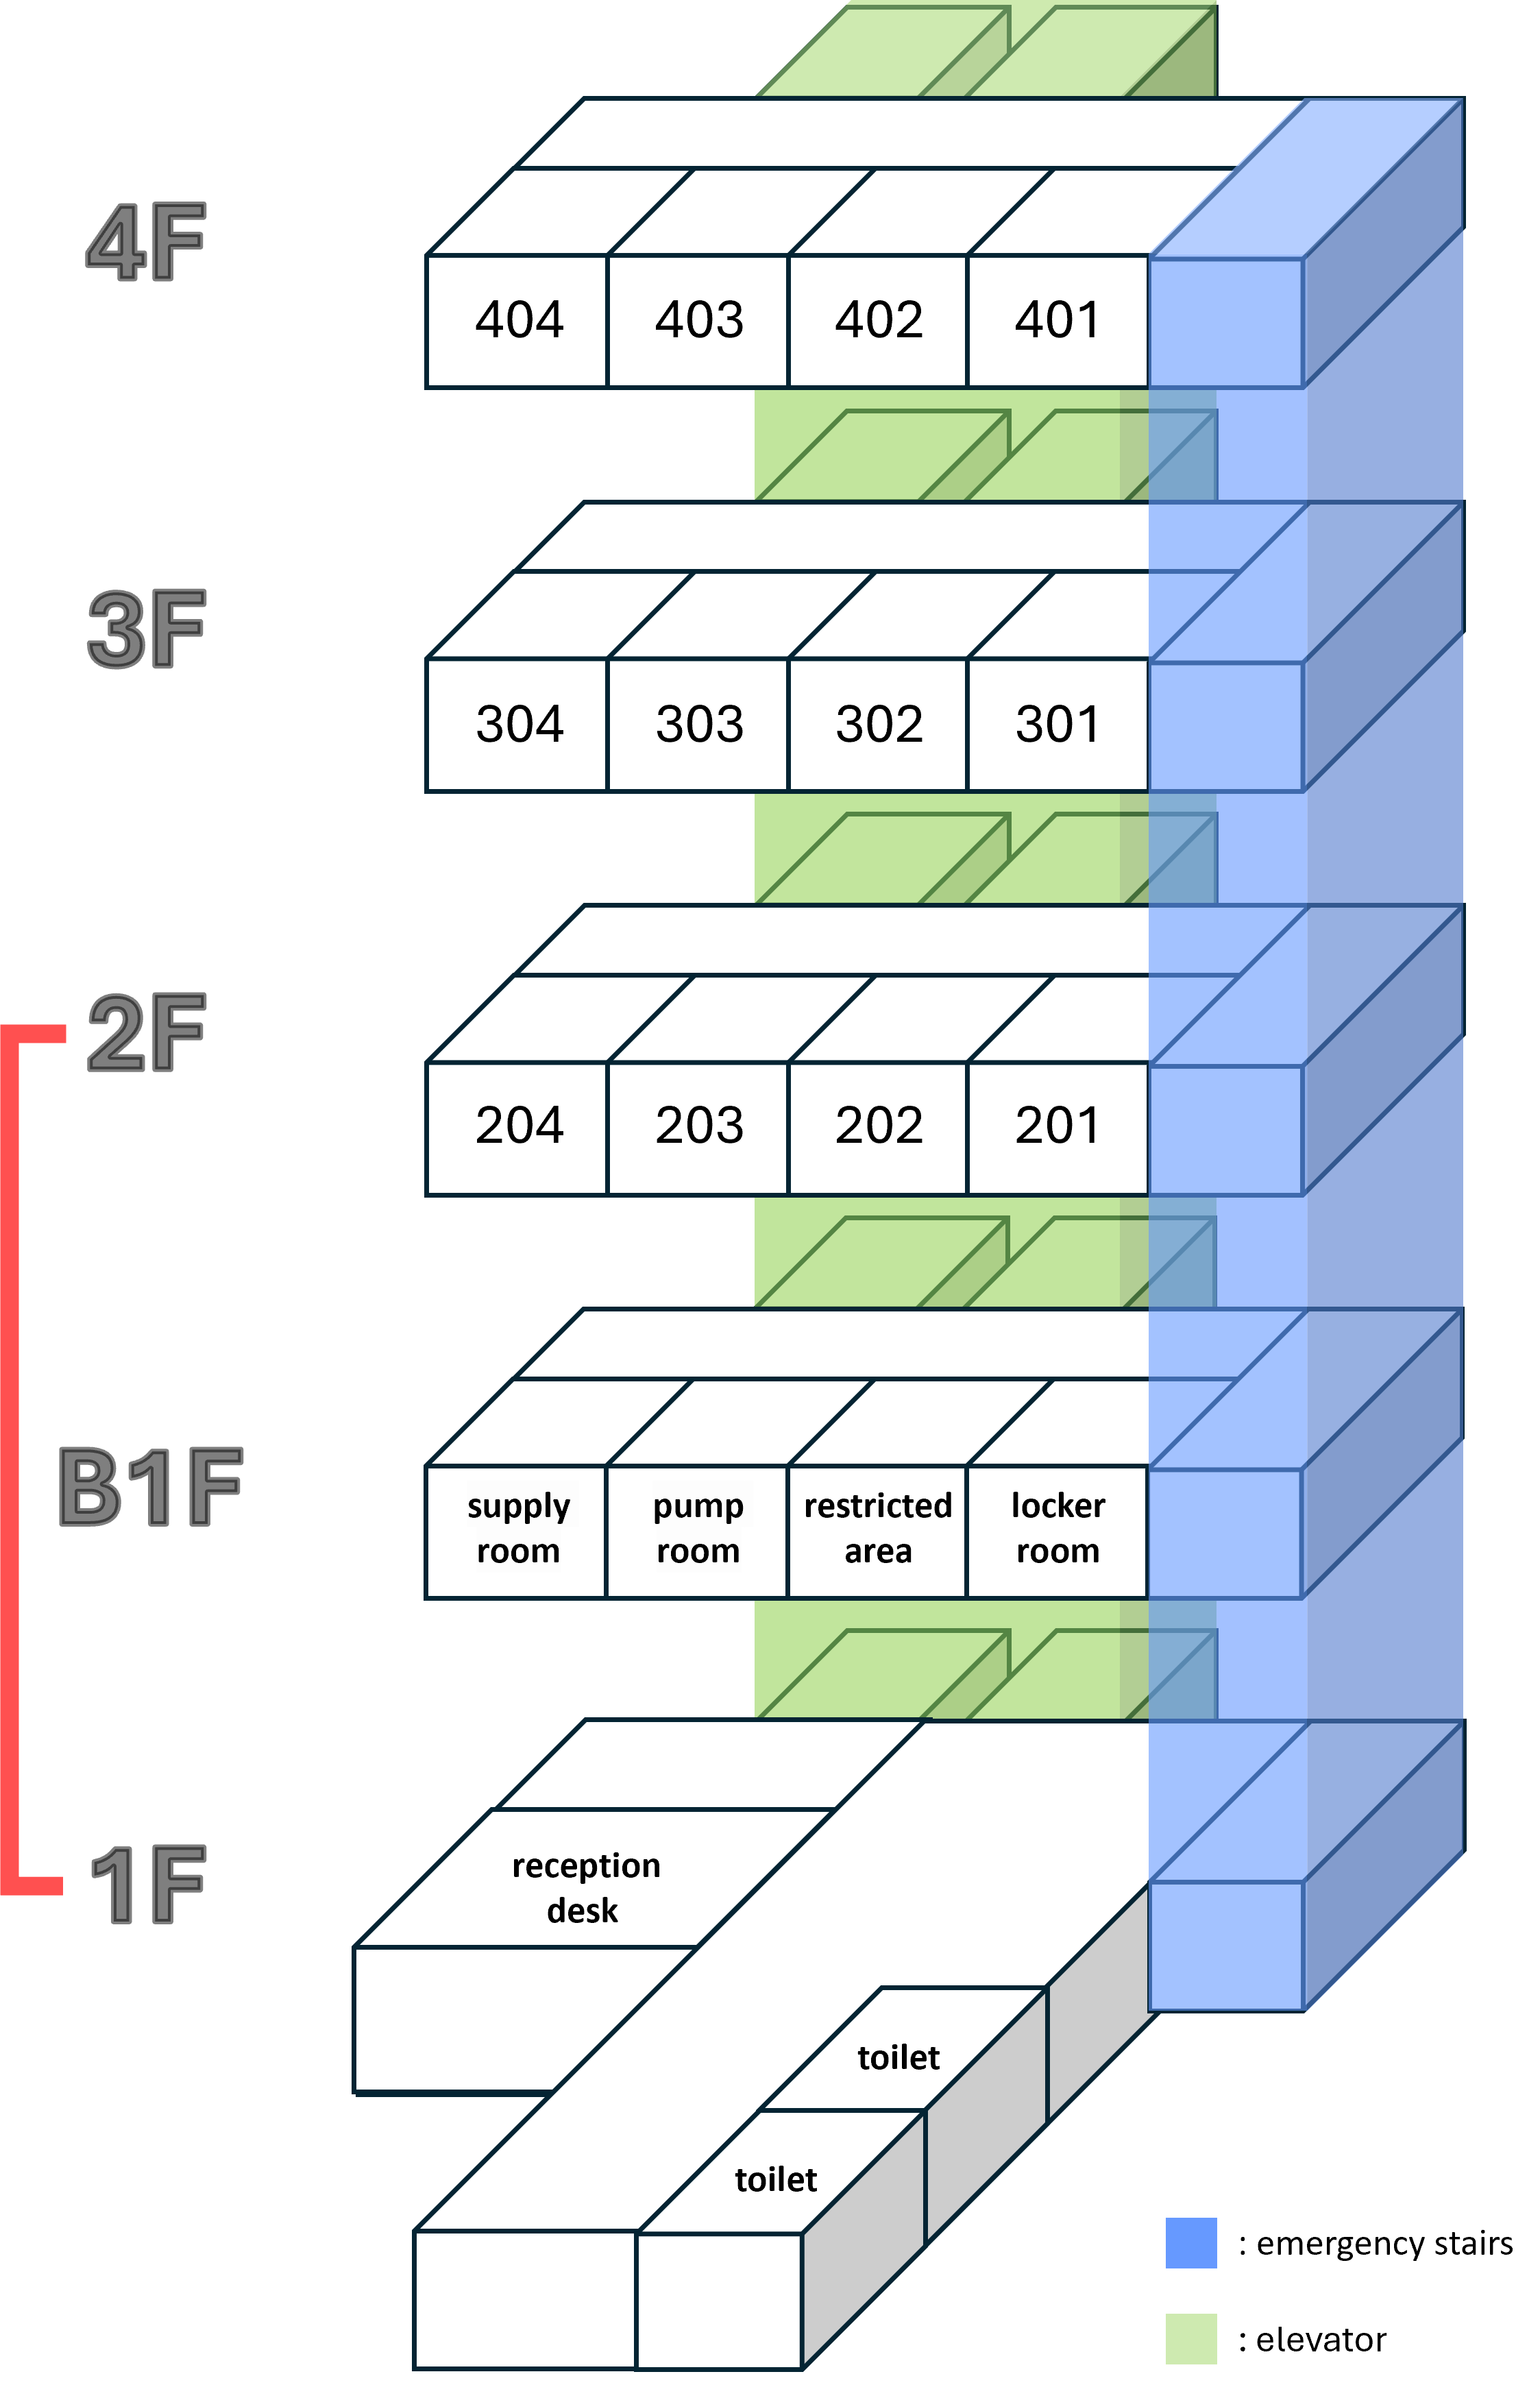 4F
404 403 402 401
3F
304 303 302 301
2F
204 203 202 201
B1F
supply
room
pump
room
restricted
area
locker
room
1F
reception
desk
toilet
toilet
: emergency stairs
: elevator